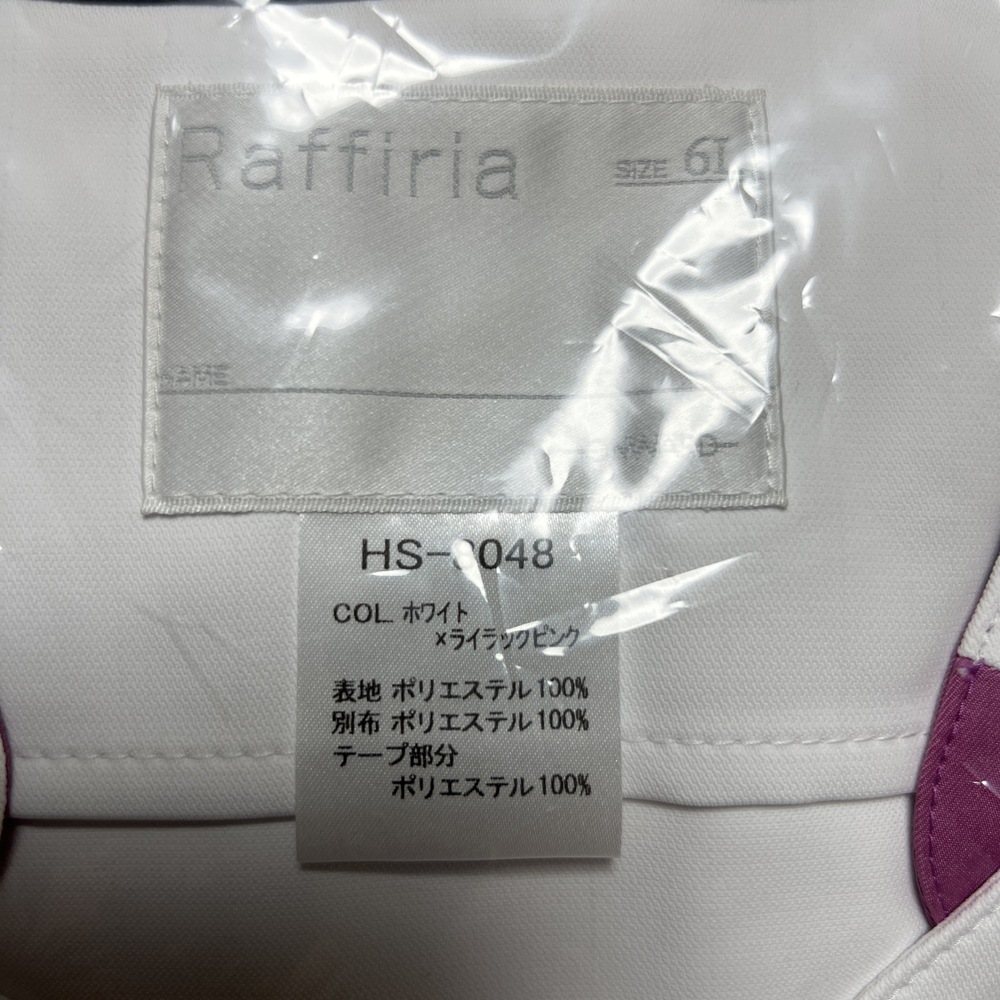 Raffiria
SIZE 6L
NAME
COL ホワイト
×ライラックピンク
表地 ポリエステル100%
別布 ポリエステル100%
テープ部分
ポリエステル100%